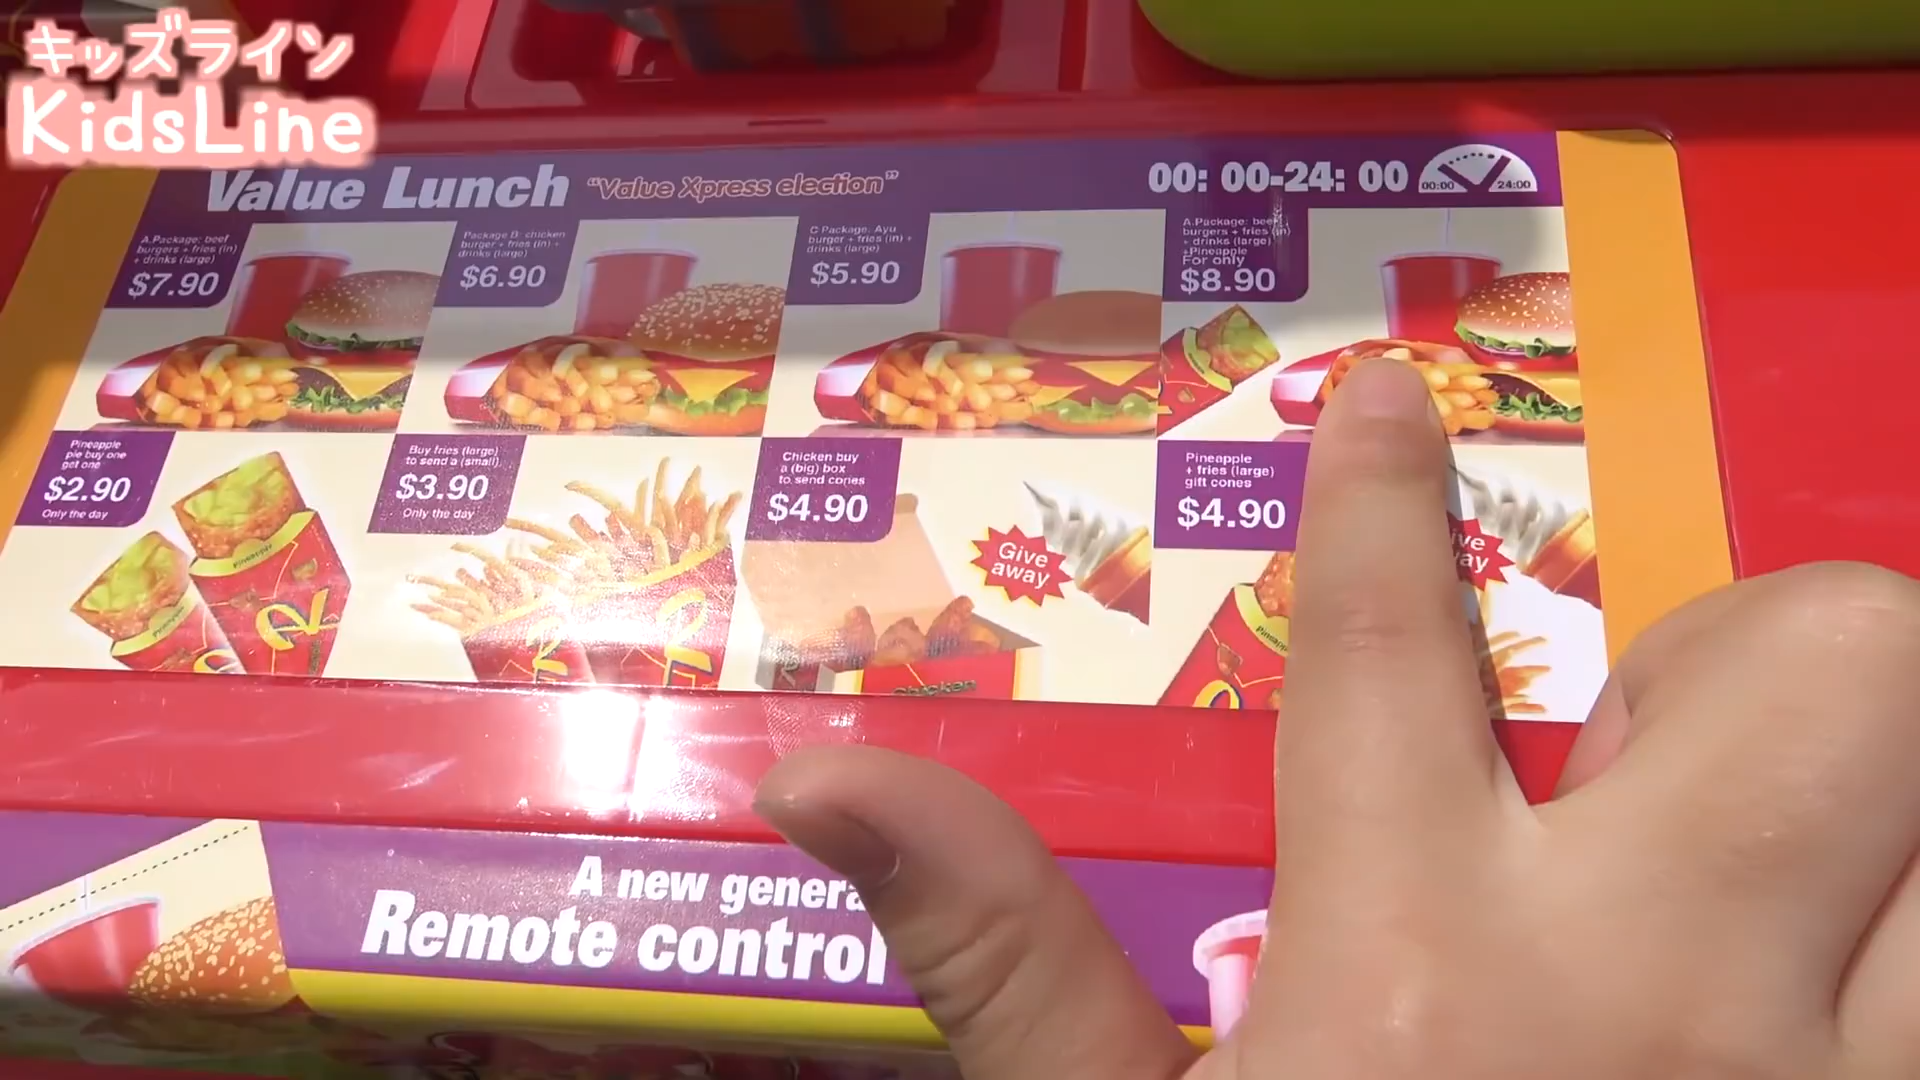 キッズライン
KidsLine
Value Lunch
"Value Xpress election"
00: 00-24: 00
00:00
24:00
A.Package: beef
burgers + fries (in)
+ drinks (large)
$7.90
Package B: chicken
burger + fries (in) +
drinks (large)
$6.90
C Package. Ayu
burger + fries (in) +
drinks (large)
$5.90
A.Package: beef
burgers + fries (in)
+ drinks (large)
+Pineapple
For only
$8.90
Pineapple
pie buy one
get one
$2.90
Only the day
Pineapple
Buy fries (large)
to send a (small)
$3.90
Only the day
Chicken buy
a (big) box
to send cones
$4.90
Give
away
Chicken
Pineapple
+ fries (large)
gift cones
$4.90
A new genera
Remote control